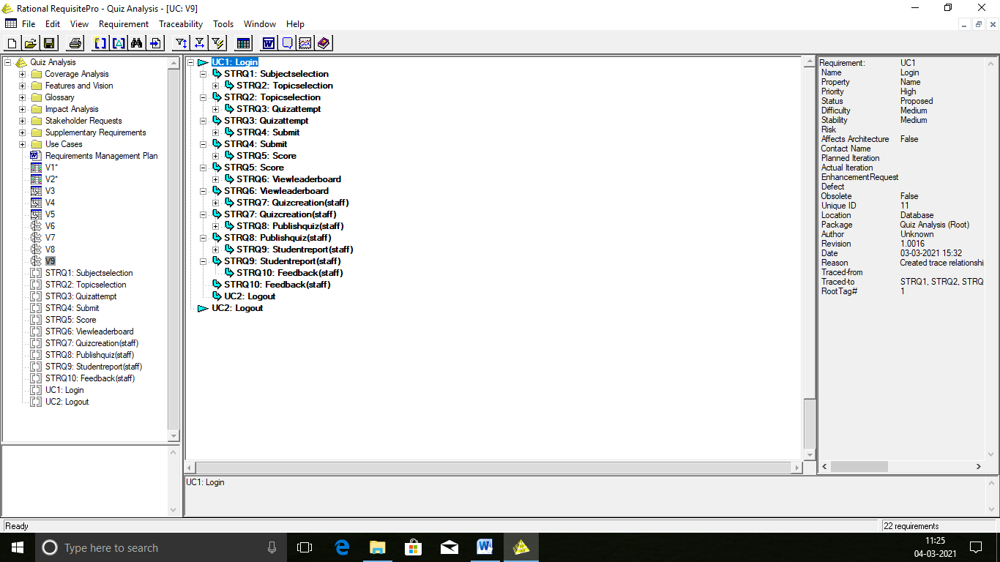 Rational RequisitePro - Quiz Analysis - [UC: V9]
File Edit View Requirement Traceability Tools Window Help
Quiz Analysis
Coverage Analysis
Features and Vision
Glossary
Impact Analysis
Stakeholder Requests
Supplementary Requirements
Use Cases
Requirements Management Plan
V1*
V2*
V3
V4
V5
V6
V7
V8
V9
STRQ1: Subjectselection
STRQ2: Topicselection
STRQ3: Quizattempt
STRQ4: Submit
STRQ5: Score
STRQ6: Viewleaderboard
STRQ7: Quizcreation(staff)
STRQ8: Publishquiz(staff)
STRQ9: Studentreport(staff)
STRQ10: Feedback(staff)
UC1: Login
UC2: Logout
UC1: Login
STRQ1: Subjectselection
STRQ2: Topicselection
STRQ2: Topicselection
STRQ3: Quizattempt
STRQ3: Quizattempt
STRQ4: Submit
STRQ4: Submit
STRQ5: Score
STRQ5: Score
STRQ6: Viewleaderboard
STRQ6: Viewleaderboard
STRQ7: Quizcreation(staff)
STRQ7: Quizcreation(staff)
STRQ8: Publishquiz(staff)
STRQ8: Publishquiz(staff)
STRQ9: Studentreport(staff)
STRQ9: Studentreport(staff)
STRQ10: Feedback(staff)
STRQ10: Feedback(staff)
UC2: Logout
UC2: Logout
Requirement: UC1
Name Login
Property Name
Priority High
Status Proposed
Difficulty Medium
Stability Medium
Risk
Affects Architecture False
Contact Name
Planned Iteration
Actual Iteration
EnhancementRequest
Defect
Obsolete False
Unique ID 11
Location Database
Package Quiz Analysis (Root)
Author Unknown
Revision 1.0016
Date 03-03-2021 15:32
Reason Created trace relationshi
Traced-from
Traced-to STRQ1, STRQ2, STRQ
Root Tag# 1
UC1: Login
Ready
22 requirements
Type here to search
11:25
04-03-2021